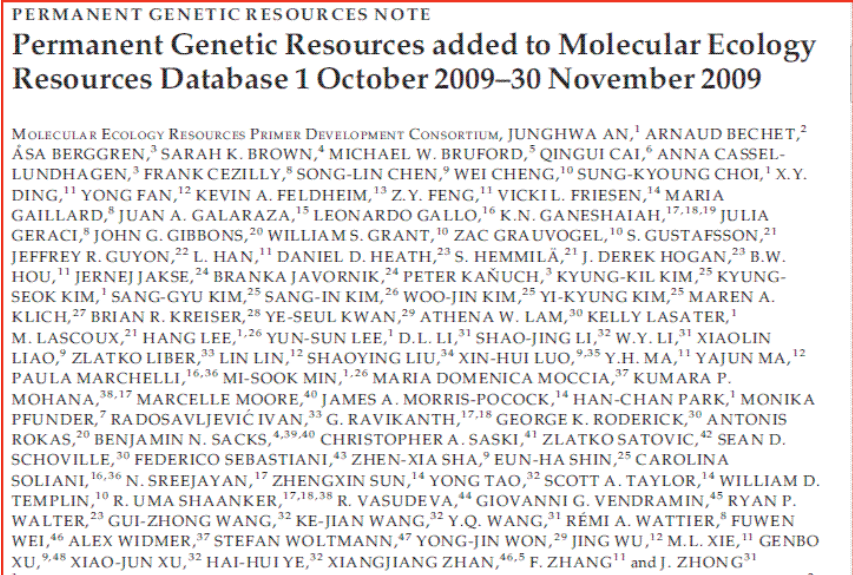 PERMANENT GENETIC RESOURCES NOTE
Permanent Genetic Resources added to Molecular Ecology
Resources Database 1 October 2009–30 November 2009
MOLECULAR ECOLOGY RESOURCES PRIMER DEVELOPMENT CONSORTIUM, JUNGHWA AN,¹ ARNAUD BECHET,²
ÅSA BERGGREN,³ SARAH K. BROWN,⁴ MICHAEL W. BRUFORD,⁵ QINGUI CAI,⁶ ANNA CASSEL-
LUNDHAGEN,³ FRANK CEZILLY,⁸ SONG-LIN CHEN,⁹ WEI CHENG,¹⁰ SUNG-KYOUNG CHOI,¹ X.Y.
DING,¹¹ YONG FAN,¹² KEVIN A. FELDHEIM,¹³ Z.Y. FENG,¹¹ VICKI L. FRIESEN,¹⁴ MARIA
GAILLARD,⁸ JUAN A. GALARAZA,¹⁵ LEONARDO GALLO,¹⁶ K.N. GANESHAIAH,¹⁷,¹⁸,¹⁹ JULIA
GERACI,⁸ JOHN G. GIBBONS,²⁰ WILLIAM S. GRANT,¹⁰ ZAC GRAUVOGEL,¹⁰ S. GUSTAFSSON,²¹
JEFFREY R. GUYON,²² L. HAN,¹¹ DANIEL D. HEATH,²³ S. HEMMILÄ,²¹ J. DEREK HOGAN,²³ B.W.
HOU,¹¹ JERNEJ JAKSE,²⁴ BRANKA JAVORNIK,²⁴ PETER KAŇUCH,³ KYUNG-KIL KIM,²⁵ KYUNG-
SEOK KIM,¹ SANG-GYU KIM,²⁵ SANG-IN KIM,²⁶ WOO-JIN KIM,²⁵ YI-KYUNG KIM,²⁵ MAREN A.
KLICH,²⁷ BRIAN R. KREISER,²⁸ YE-SEUL KWAN,²⁹ ATHENA W. LAM,³⁰ KELLY LASATER,¹
M. LASCOUX,²¹ HANG LEE,¹,²⁶ YUN-SUN LEE,¹ D.L. LI,³¹ SHAO-JING LI,³² W.Y. LI,³¹ XIAOLIN
LIAO,⁹ ZLATKO LIBER,³³ LIN LIN,¹² SHAOYING LIU,³⁴ XIN-HUI LUO,⁹,³⁵ Y.H. MA,¹¹ YAJUN MA,¹²
PAULA MARCHELLI,¹⁶,³⁶ MI-SOOK MIN,¹,²⁶ MARIA DOMENICA MOCCIA,³⁷ KUMARA P.
MOHANA,³⁸,¹⁷ MARCELLE MOORE,⁴⁰ JAMES A. MORRIS-POCOCK,¹⁴ HAN-CHAN PARK,¹ MONIKA
PFUNDER,⁷ RADOSAVLJEVIĆ IVAN,³³ G. RAVIKANTH,¹⁷,¹⁸ GEORGE K. RODERICK,³⁰ ANTONIS
ROKAS,²⁰ BENJAMIN N. SACKS,⁴,³⁹,⁴⁰ CHRISTOPHER A. SASKI,⁴¹ ZLATKO SATOVIC,⁴² SEAN D.
SCHOVILLE,³⁰ FEDERICO SEBASTIANI,⁴³ ZHEN-XIA SHA,⁹ EUN-HA SHIN,²⁵ CAROLINA
SOLIANI,¹⁶,³⁶ N. SREEJAYAN,¹⁷ ZHENGXIN SUN,¹⁴ YONG TAO,³² SCOTT A. TAYLOR,¹⁴ WILLIAM D.
TEMPLIN,¹⁰ R. UMA SHAANKER,¹⁷,¹⁸,³⁸ R. VASUDEVA,⁴⁴ GIOVANNI G. VENDRAMIN,⁴⁵ RYAN P.
WALTER,²³ GUI-ZHONG WANG,³² KE-JIAN WANG,³² Y.Q. WANG,³¹ RÉMI A. WATTIER,⁸ FUWEN
WEI,⁴⁶ ALEX WIDMER,³⁷ STEFAN WOLTMANN,⁴⁷ YONG-JIN WON,²⁹ JING WU,¹² M.L. XIE,¹¹ GENBO
XU,⁹,⁴⁸ XIAO-JUN XU,³² HAI-HUI YE,³² XIANGJIANG ZHAN,⁴⁶,⁵ F. ZHANG¹¹ and J. ZHONG³¹